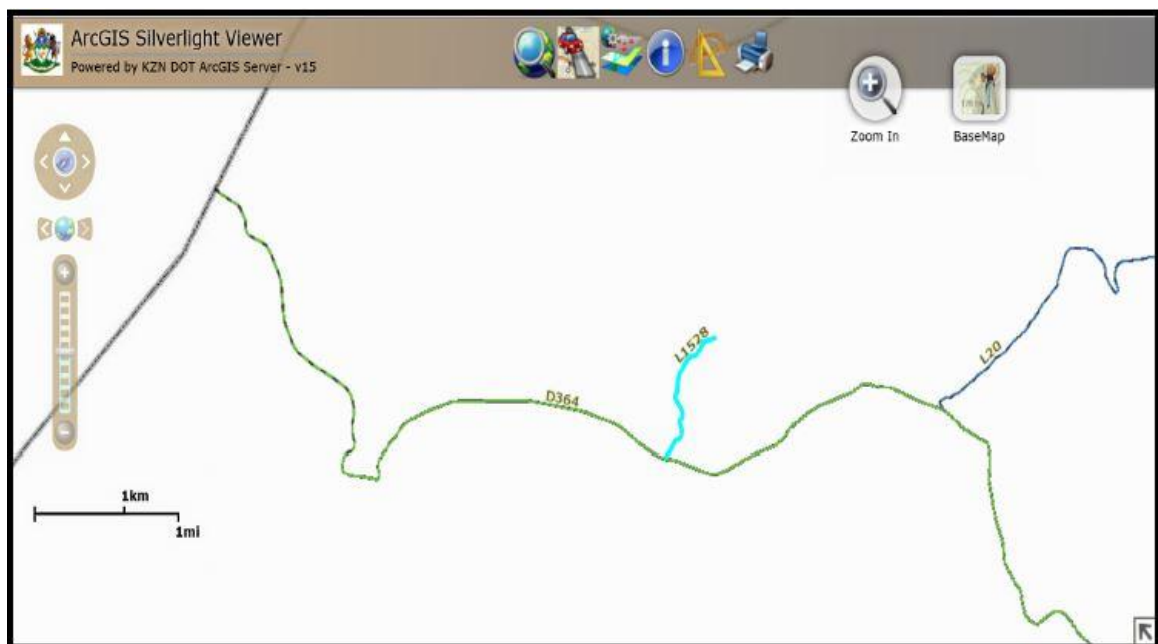 ArcGIS Silverlight Viewer
Powered by KZN DOT ArcGIS Server - v15
Zoom In
BaseMap
L1528
L20
D364
1km
1mi